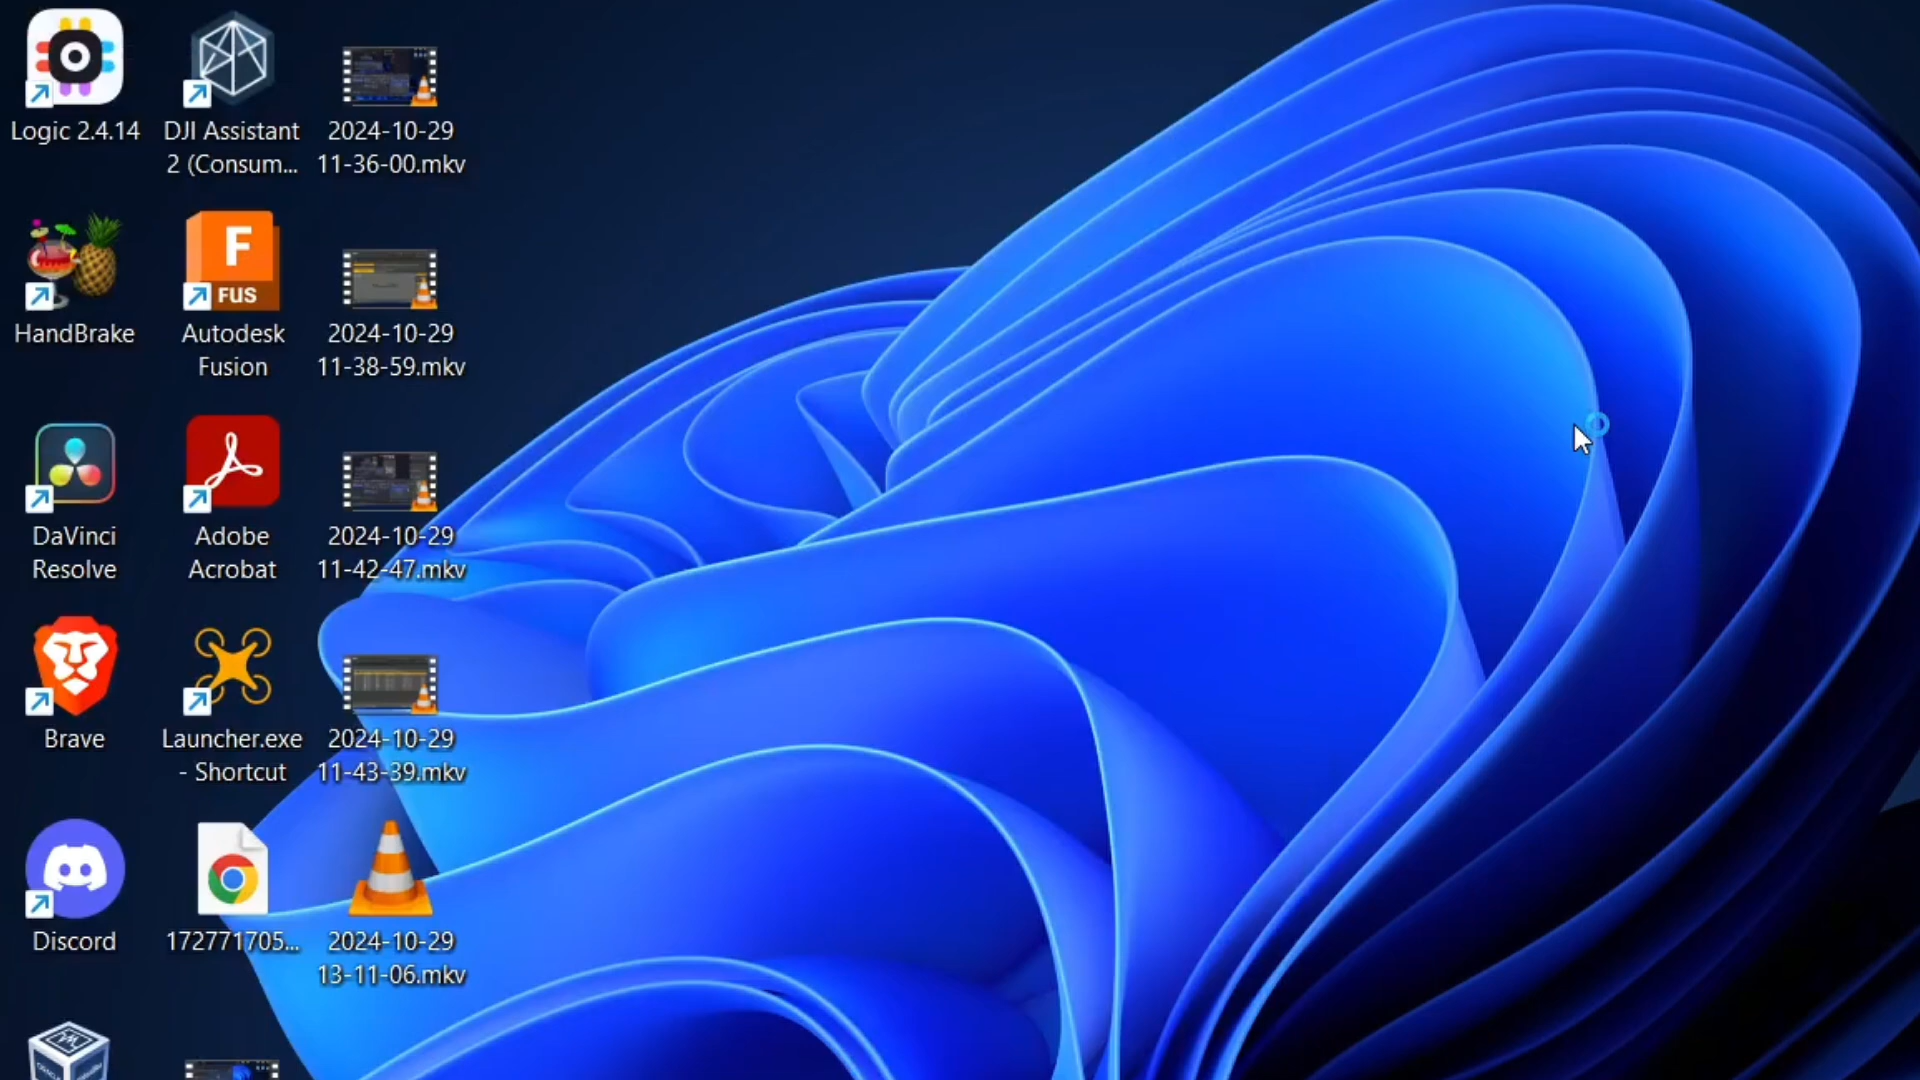 Logic 2.4.14
DJI Assistant
2 (Consum...
2024-10-29
11-36-00.mkv
HandBrake
F
FUS
Autodesk
Fusion
2024-10-29
11-38-59.mkv
DaVinci
Resolve
Adobe
Acrobat
2024-10-29
11-42-47.mkv
Brave
Launcher.exe
- Shortcut
2024-10-29
11-43-39.mkv
Discord
172771705...
2024-10-29
13-11-06.mkv